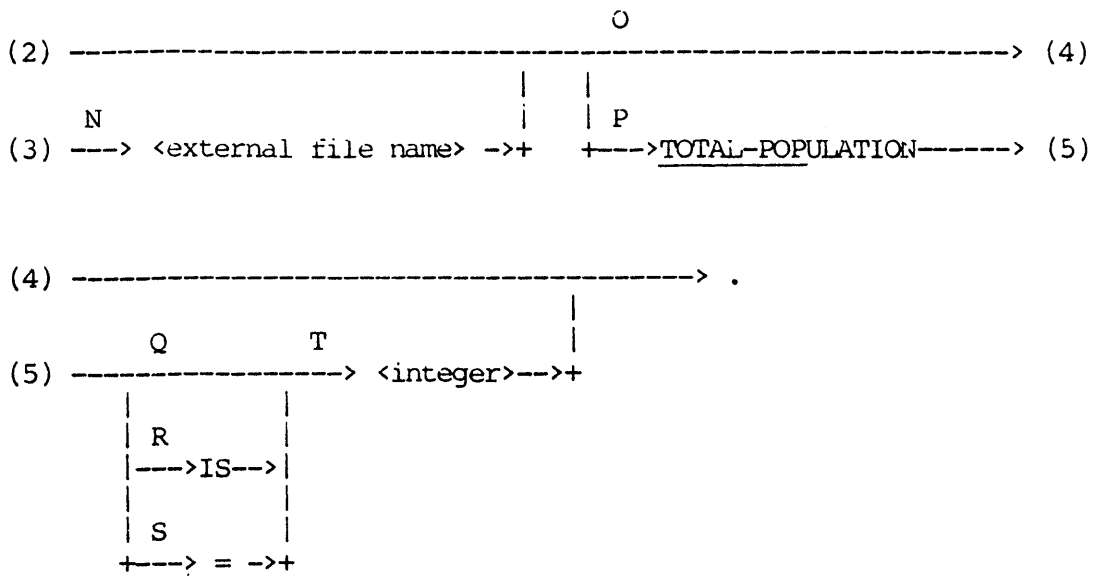 O
(2) ----------------------------------------------------------> (4)
N P
(3) ---> <external file name> ->+ +---->TOTAL-POPULATION------> (5)
(4) ---------------------------------------> .
Q T
(5) -----------------> <integer>-->+
R
|--->IS-->|
S
+---> = ->+